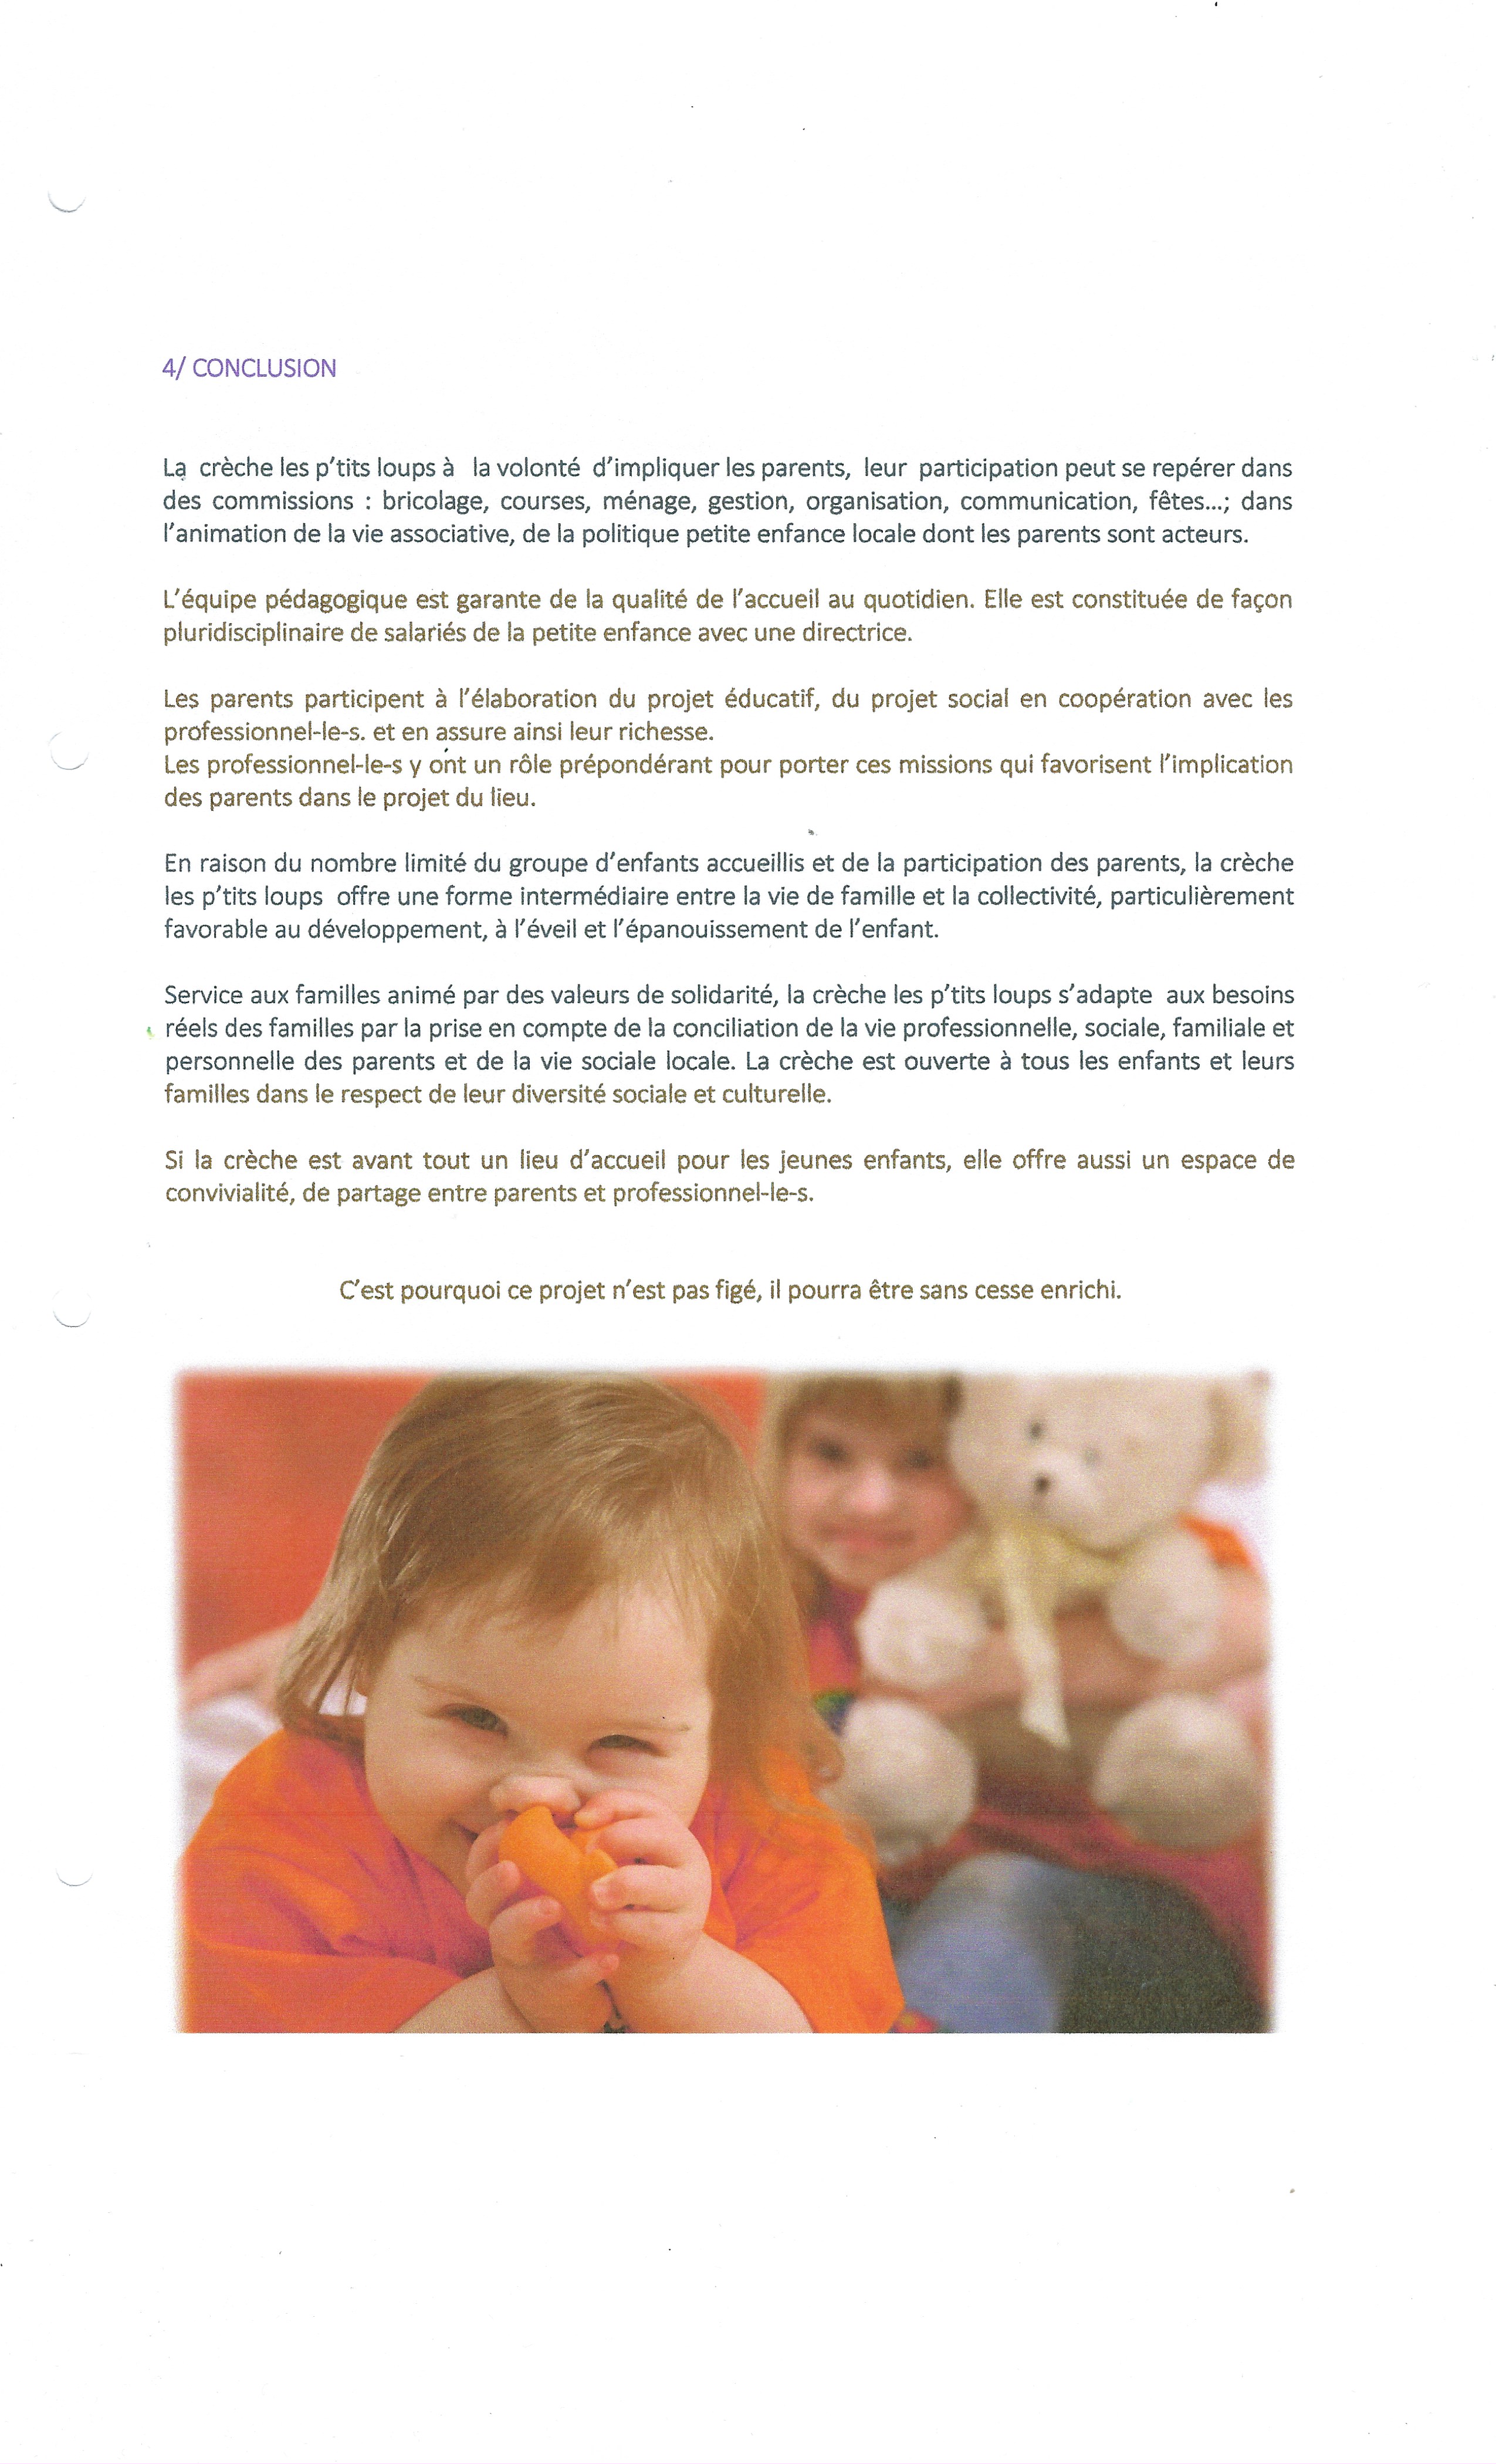 4/ CONCLUSION
La crèche les p'tits loups à la volonté d'impliquer les parents, leur participation peut se repérer dans
des commissions : bricolage, courses, ménage, gestion, organisation, communication, fêtes...; dans
l'animation de la vie associative, de la politique petite enfance locale dont les parents sont acteurs.
L'équipe pédagogique est garante de la qualité de l'accueil au quotidien. Elle est constituée de façon
pluridisciplinaire de salariés de la petite enfance avec une directrice.
Les parents participent à l'élaboration du projet éducatif, du projet social en coopération avec les
professionnel-le-s. et en assure ainsi leur richesse.
Les professionnel-le-s y ont un rôle prépondérant pour porter ces missions qui favorisent l'implication
des parents dans le projet du lieu.
En raison du nombre limité du groupe d'enfants accueillis et de la participation des parents, la crèche
les p'tits loups offre une forme intermédiaire entre la vie de famille et la collectivité, particulièrement
favorable au développement, à l'éveil et l'épanouissement de l'enfant.
Service aux familles animé par des valeurs de solidarité, la crèche les p'tits loups s'adapte aux besoins
réels des familles par la prise en compte de la conciliation de la vie professionnelle, sociale, familiale et
personnelle des parents et de la vie sociale locale. La crèche est ouverte à tous les enfants et leurs
familles dans le respect de leur diversité sociale et culturelle.
Si la crèche est avant tout un lieu d'accueil pour les jeunes enfants, elle offre aussi un espace de
convivialité, de partage entre parents et professionnel-le-s.
C'est pourquoi ce projet n'est pas figé, il pourra être sans cesse enrichi.